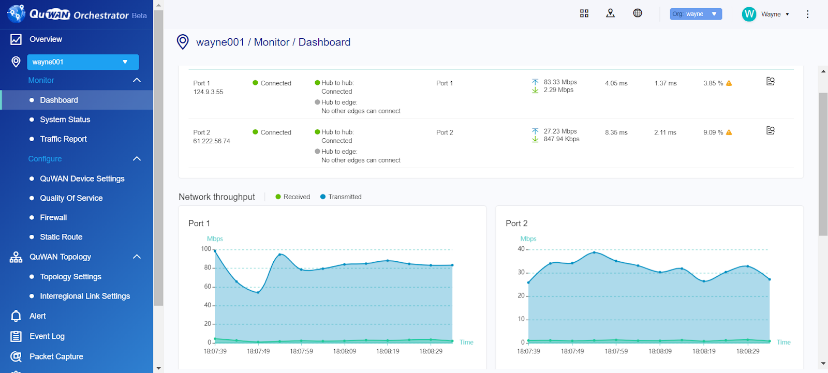 QuWAN Orchestrator Beta
Org: wayne
W Wayne
Overview
wayne001
Monitor
Dashboard
System Status
Traffic Report
Configure
QuWAN Device Settings
Quality Of Service
Firewall
Static Route
QuWAN Topology
Topology Settings
Interregional Link Settings
Alert
Event Log
Packet Capture
wayne001 / Monitor / Dashboard
Port 1
124.9.3.55
Connected
Hub to hub:
Connected
Hub to edge:
No other edges can connect
Port 1
83.33 Mbps
2.29 Mbps
4.05 ms
1.37 ms
3.85 %
Port 2
61.222.56.74
Connected
Hub to hub:
Connected
Hub to edge:
No other edges can connect
Port 2
27.23 Mbps
847.94 Kbps
8.36 ms
2.11 ms
9.09 %
Network throughput
Received
Transmitted
Port 1
Mbps
100
80
60
40
20
0
Time
18:07:39 18:07:49 18:07:59 18:08:09 18:08:19 18:08:29
Port 2
Mbps
40
30
20
10
0
Time
18:07:39 18:07:49 18:07:59 18:08:09 18:08:19 18:08:29